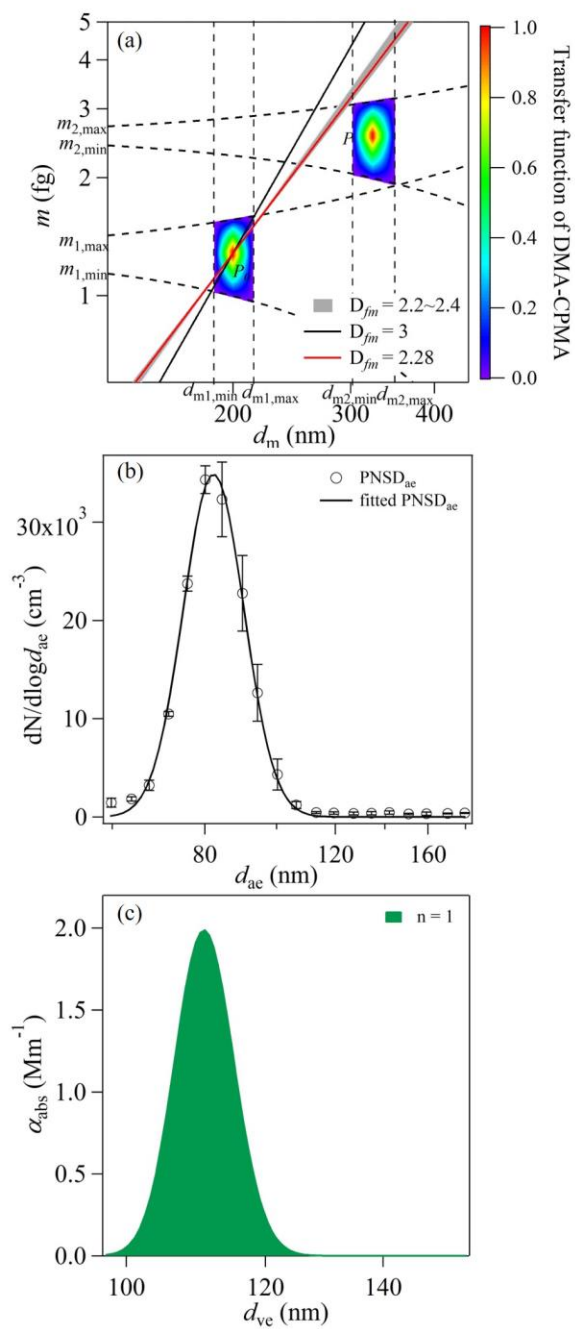 (a)
5
4
3
2
1
m (fg)
m2,max
m2,min
m1,max
m1,min
P
P
Dfm = 2.2~2.4
Dfm = 3
Dfm = 2.28
dm1,min dm1,max dm2,min dm2,max
200 300 400
dm (nm)
1.0
0.8
0.6
0.4
0.2
0.0
Transfer function of DMA-CPMA
(b)
PNSDae
fitted PNSDae
30x10³
20
10
0
dN/dlogdae (cm⁻³)
80 120 160
dae (nm)
(c)
n = 1
2.0
1.5
1.0
0.5
0.0
αabs (Mm⁻¹)
100 120 140
dve (nm)